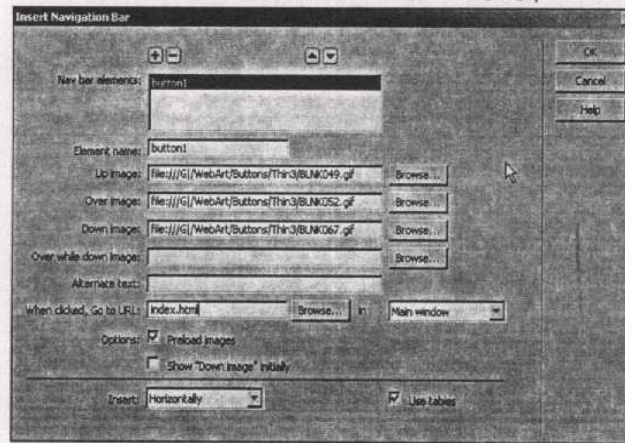 Insert Navigation Bar
OK
Cancel
Help
Nav bar elements: button1
Element name: button1
Up image: file:///G|/WebArt/Buttons/Thin3/BLNK049.gif Browse...
Over image: file:///G|/WebArt/Buttons/Thin3/BLNK052.gif Browse...
Down image: file:///G|/WebArt/Buttons/Thin3/BLNK067.gif Browse...
Over while down image: Browse...
Alternate text:
When clicked, Go to URL: index.html Browse... in Main window
Options: Preload images
Show "Down image" initially
Insert: Horizontally Use tables